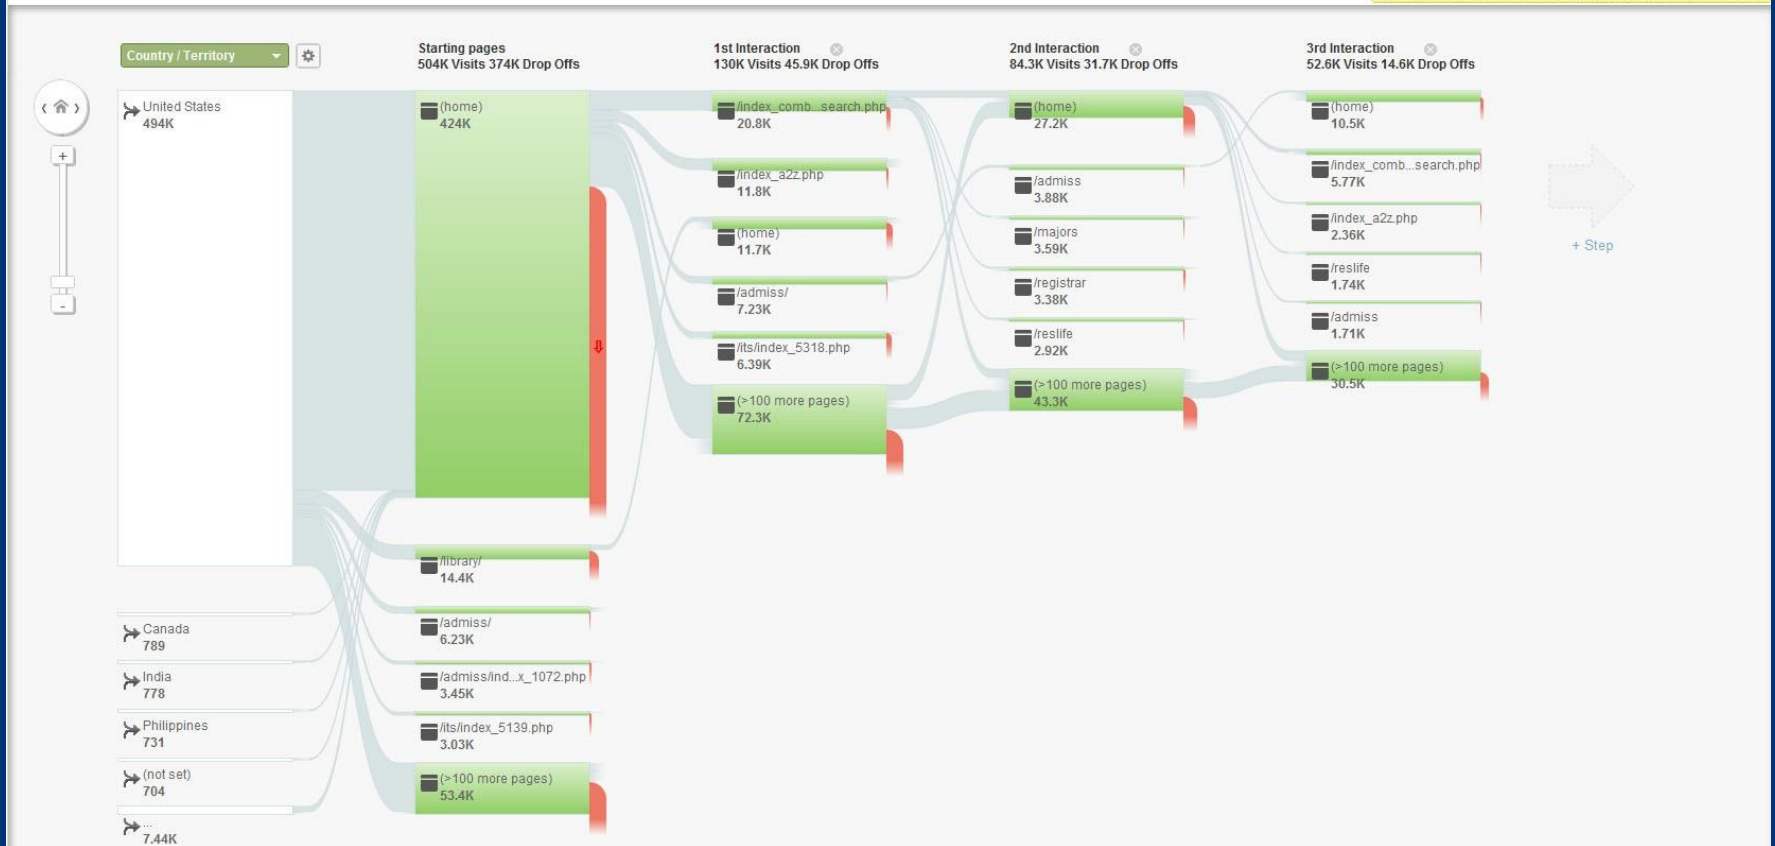 Country / Territory
United States
494K
Canada
789
India
778
Philippines
731
(not set)
704
...
7.44K
+
-
Starting pages
504K Visits 374K Drop Offs
(home)
424K
/library/
14.4K
/admiss/
6.23K
/admiss/ind...x_1072.php
3.45K
/its/index_5139.php
3.03K
(>100 more pages)
53.4K
1st Interaction
130K Visits 45.9K Drop Offs
/index_comb...search.php
20.8K
/index_a2z.php
11.8K
(home)
11.7K
/admiss/
7.23K
/its/index_5318.php
6.39K
(>100 more pages)
72.3K
2nd Interaction
84.3K Visits 31.7K Drop Offs
(home)
27.2K
/admiss
3.88K
/majors
3.59K
/registrar
3.38K
/reslife
2.92K
(>100 more pages)
43.3K
3rd Interaction
52.6K Visits 14.6K Drop Offs
(home)
10.5K
/index_comb...search.php
5.77K
/index_a2z.php
2.36K
/reslife
1.74K
/admiss
1.71K
(>100 more pages)
30.5K
+ Step